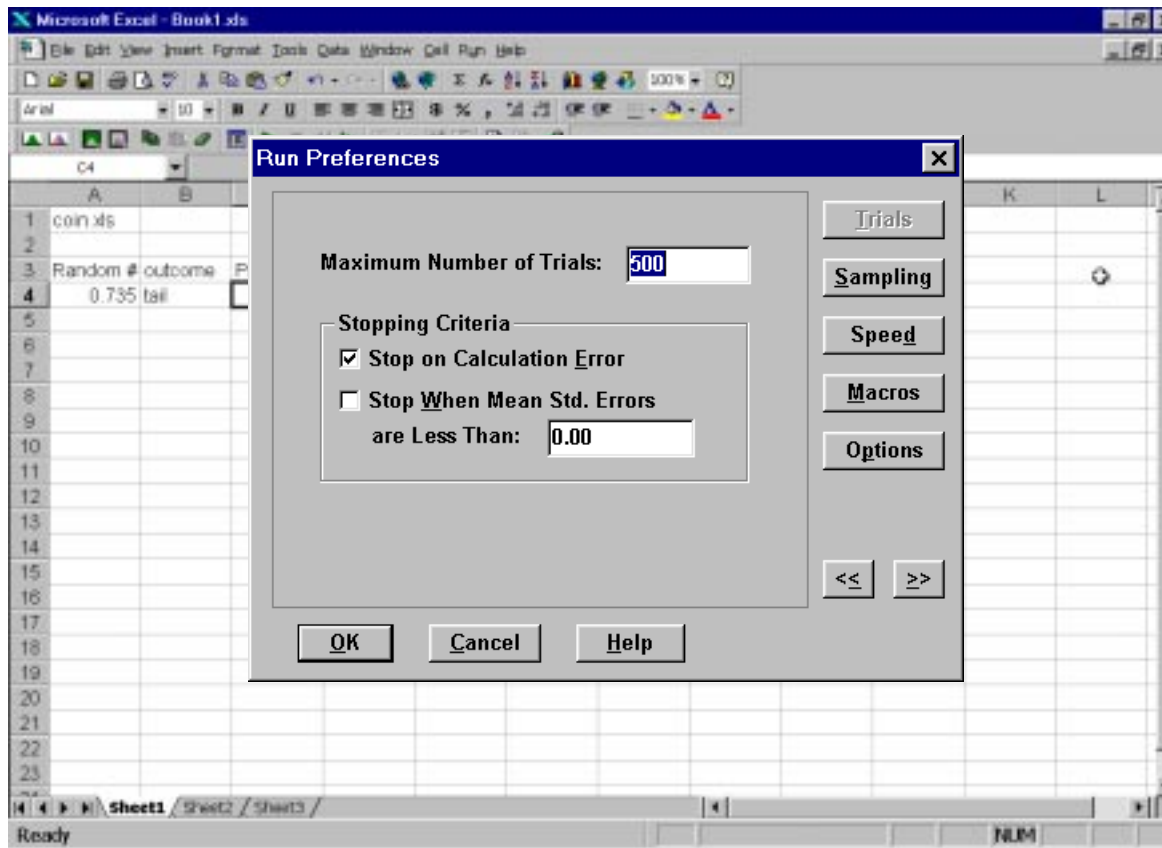 Microsoft Excel - Book1.xls
File Edit View Insert Format Tools Data Window Cell Run Help
100%
Arial 10 B I U $ % ,
C4
A B K L
1 coin.xls
2
3 Random # outcome P
4 0.735 tail
5
6
7
8
9
10
11
12
13
14
15
16
17
18
19
20
21
22
23
Run Preferences
Trials
Maximum Number of Trials: 500
Sampling
Stopping Criteria
Speed
Stop on Calculation Error
Macros
Stop When Mean Std. Errors
are Less Than: 0.00
Options
<< >>
OK Cancel Help
Sheet1 Sheet2 Sheet3
Ready NUM